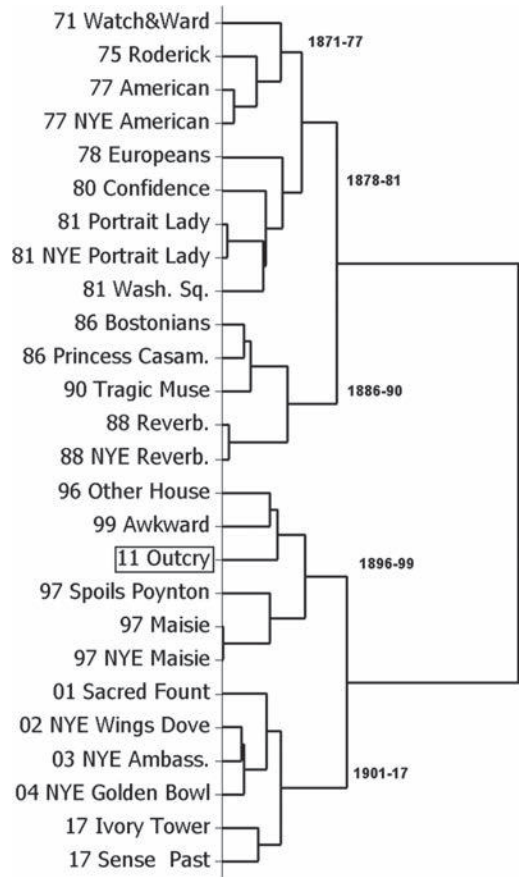 71 Watch&Ward
1871-77
75 Roderick
77 American
77 NYE American
78 Europeans
1878-81
80 Confidence
81 Portrait Lady
81 NYE Portrait Lady
81 Wash. Sq.
86 Bostonians
86 Princess Casam.
90 Tragic Muse
1886-90
88 Reverb.
88 NYE Reverb.
96 Other House
99 Awkward
11 Outcry
1896-99
97 Spoils Poynton
97 Maisie
97 NYE Maisie
01 Sacred Fount
02 NYE Wings Dove
03 NYE Ambass.
1901-17
04 NYE Golden Bowl
17 Ivory Tower
17 Sense Past